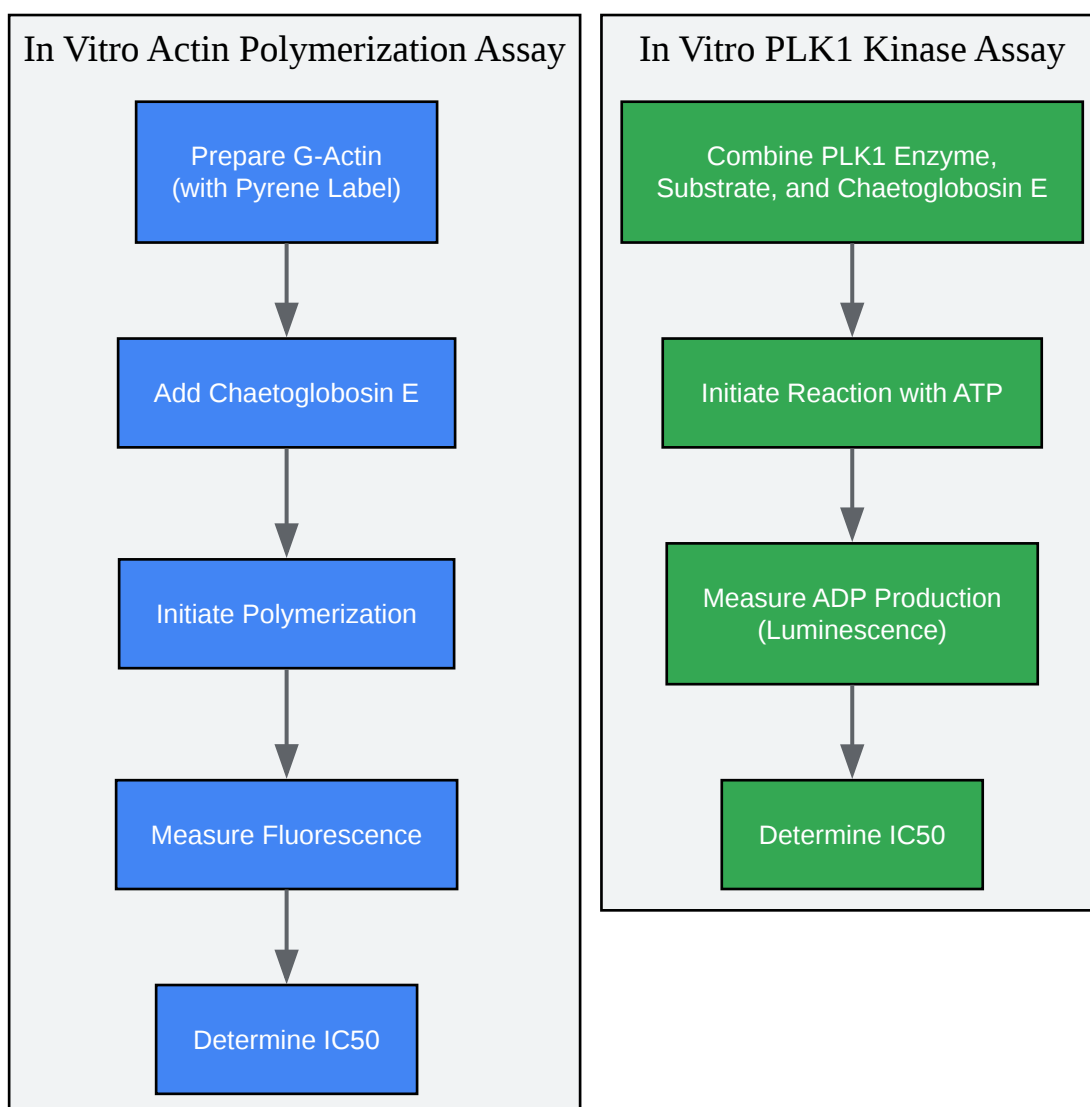 In Vitro Actin Polymerization Assay
Prepare G-Actin
(with Pyrene Label)
Add Chaetoglobosin E
Initiate Polymerization
Measure Fluorescence
Determine IC50
In Vitro PLK1 Kinase Assay
Combine PLK1 Enzyme,
Substrate, and Chaetoglobosin E
Initiate Reaction with ATP
Measure ADP Production
(Luminescence)
Determine IC50